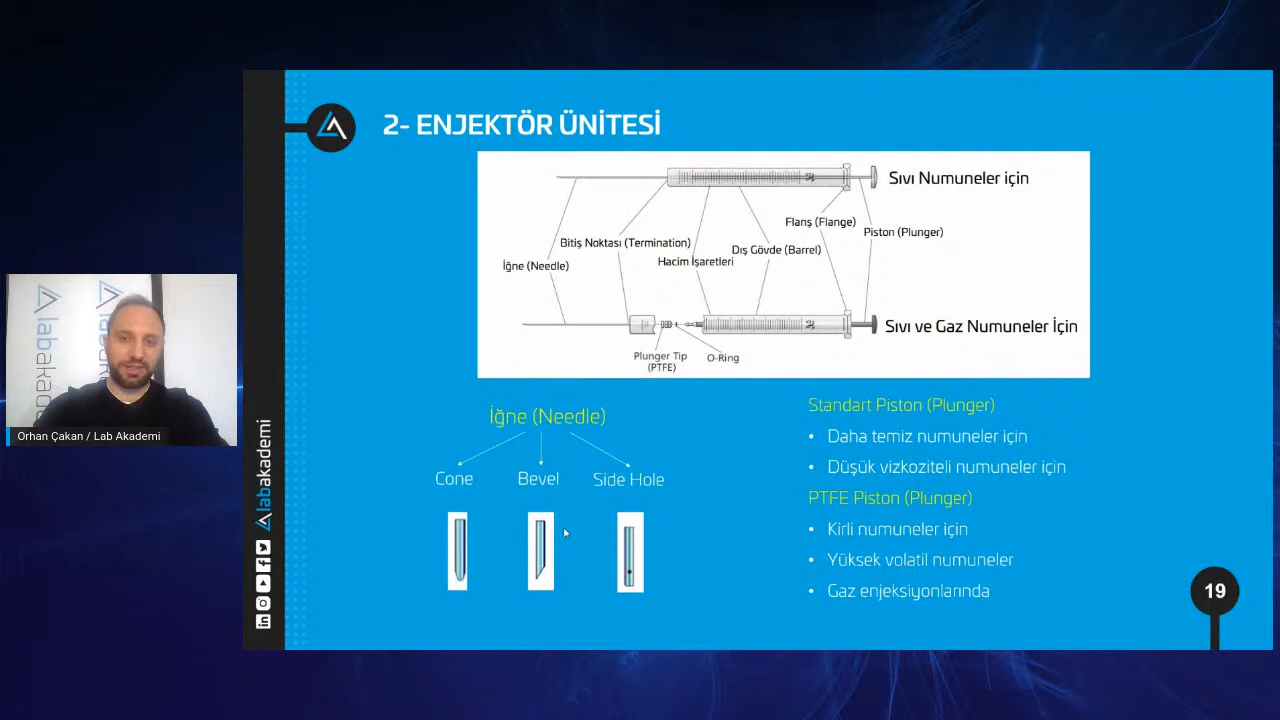 2- ENJEKTÖR ÜNİTESİ
Sıvı Numuneler için
Flanş (Flange)
Piston (Plunger)
Bitiş Noktası (Termination)
Dış Gövde (Barrel)
Hacim İşaretleri
İğne (Needle)
Sıvı ve Gaz Numuneler İçin
Plunger Tip
(PTFE)
O-Ring
İğne (Needle)
Cone
Bevel
Side Hole
Standart Piston (Plunger)
• Daha temiz numuneler için
• Düşük vizkoziteli numuneler için
PTFE Piston (Plunger)
• Kirli numuneler için
• Yüksek volatil numuneler
• Gaz enjeksiyonlarında
19
labakademi
labakade
Orhan Çakan / Lab Akademi